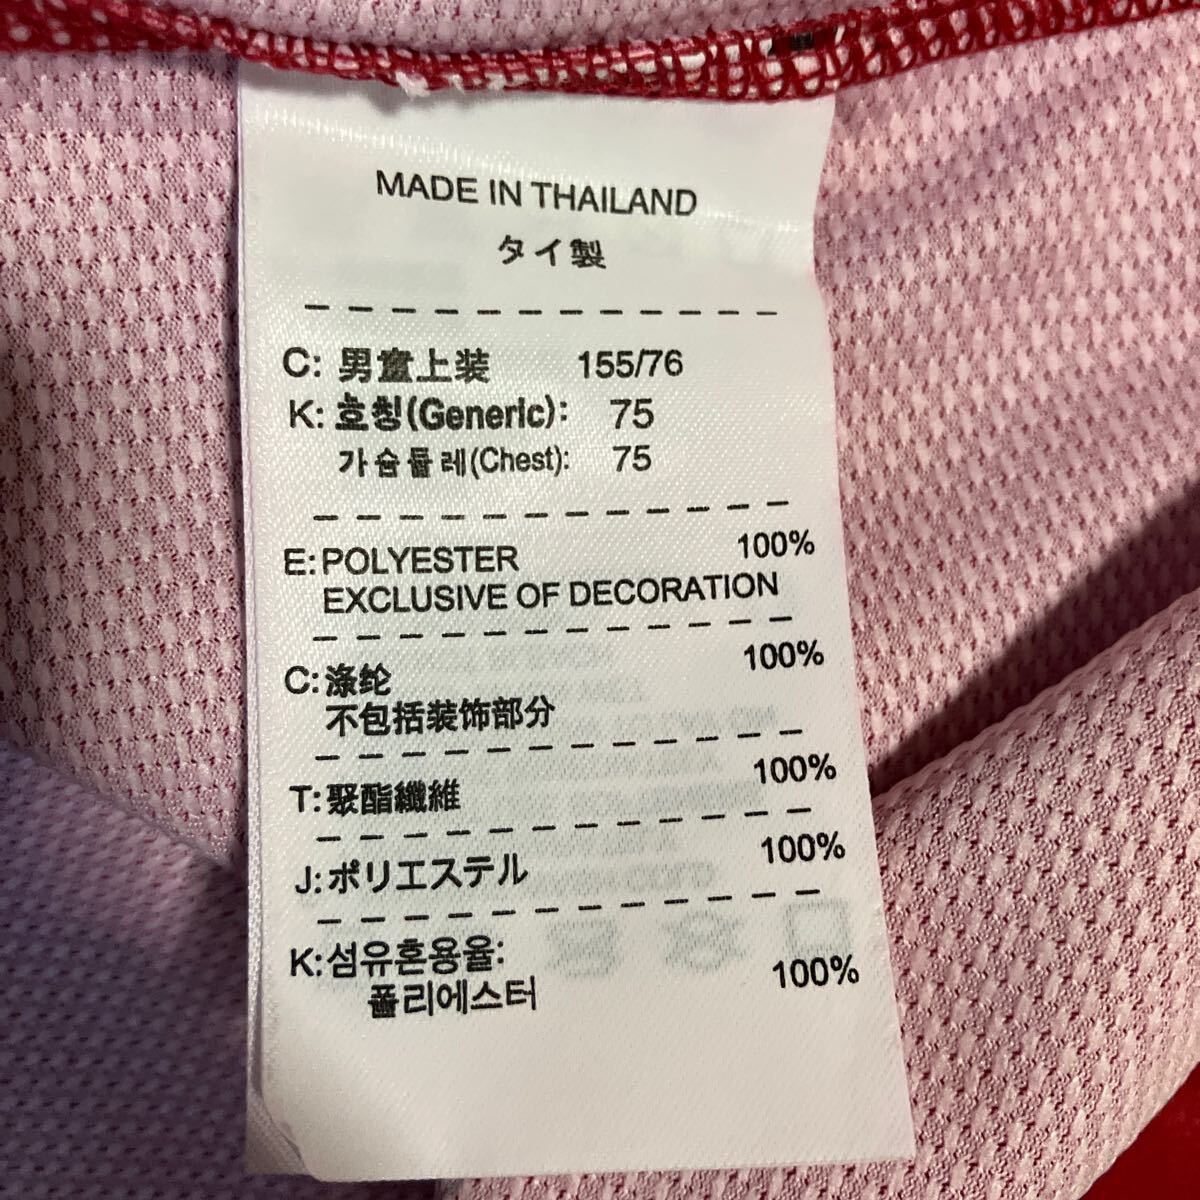 MADE IN THAILAND
タイ製
C: 男童上装 155/76
K: 호칭(Generic): 75
가슴둘레(Chest): 75
E: POLYESTER 100%
EXCLUSIVE OF DECORATION
C: 涤纶 100%
不包括装饰部分
T: 聚酯纖維 100%
J: ポリエステル 100%
K: 섬유혼용율:
폴리에스터 100%